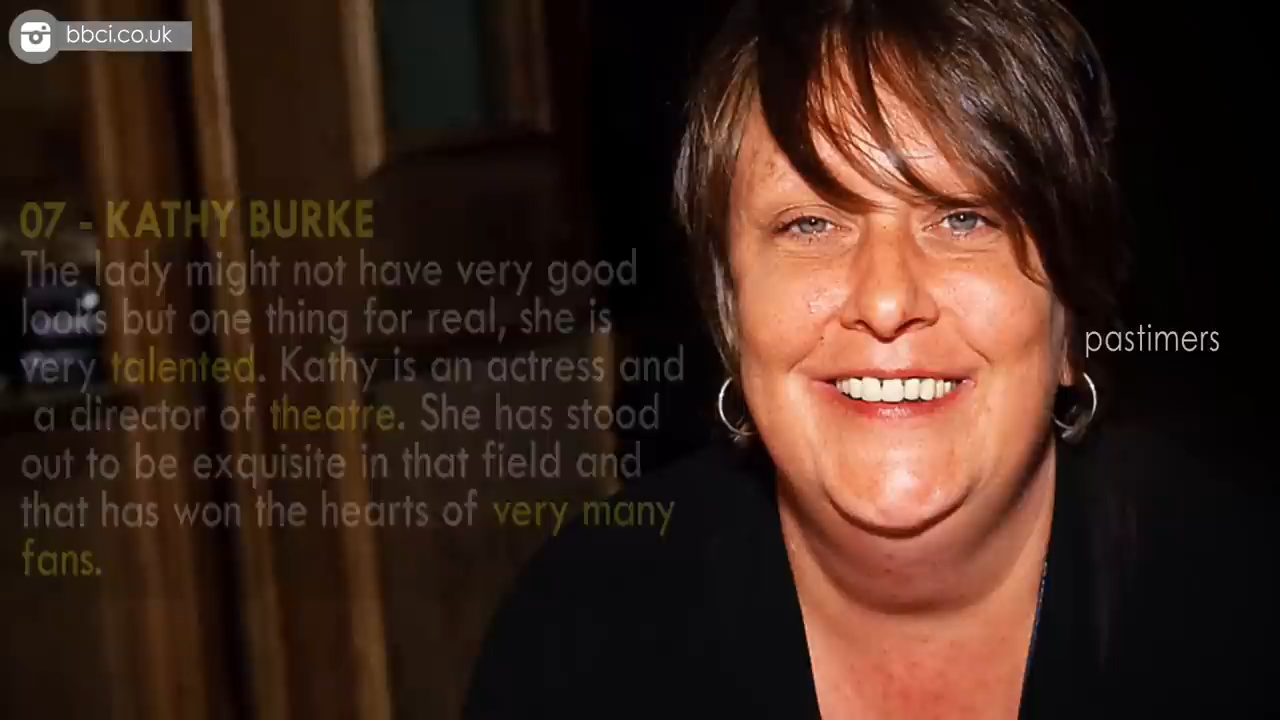 bbci.co.uk
07 - KATHY BURKE
The lady might not have very good
looks but one thing for real, she is
very talented. Kathy is an actress and
a director of theatre. She has stood
out to be exquisite in that field and
that has won the hearts of very many
fans.
pastimers